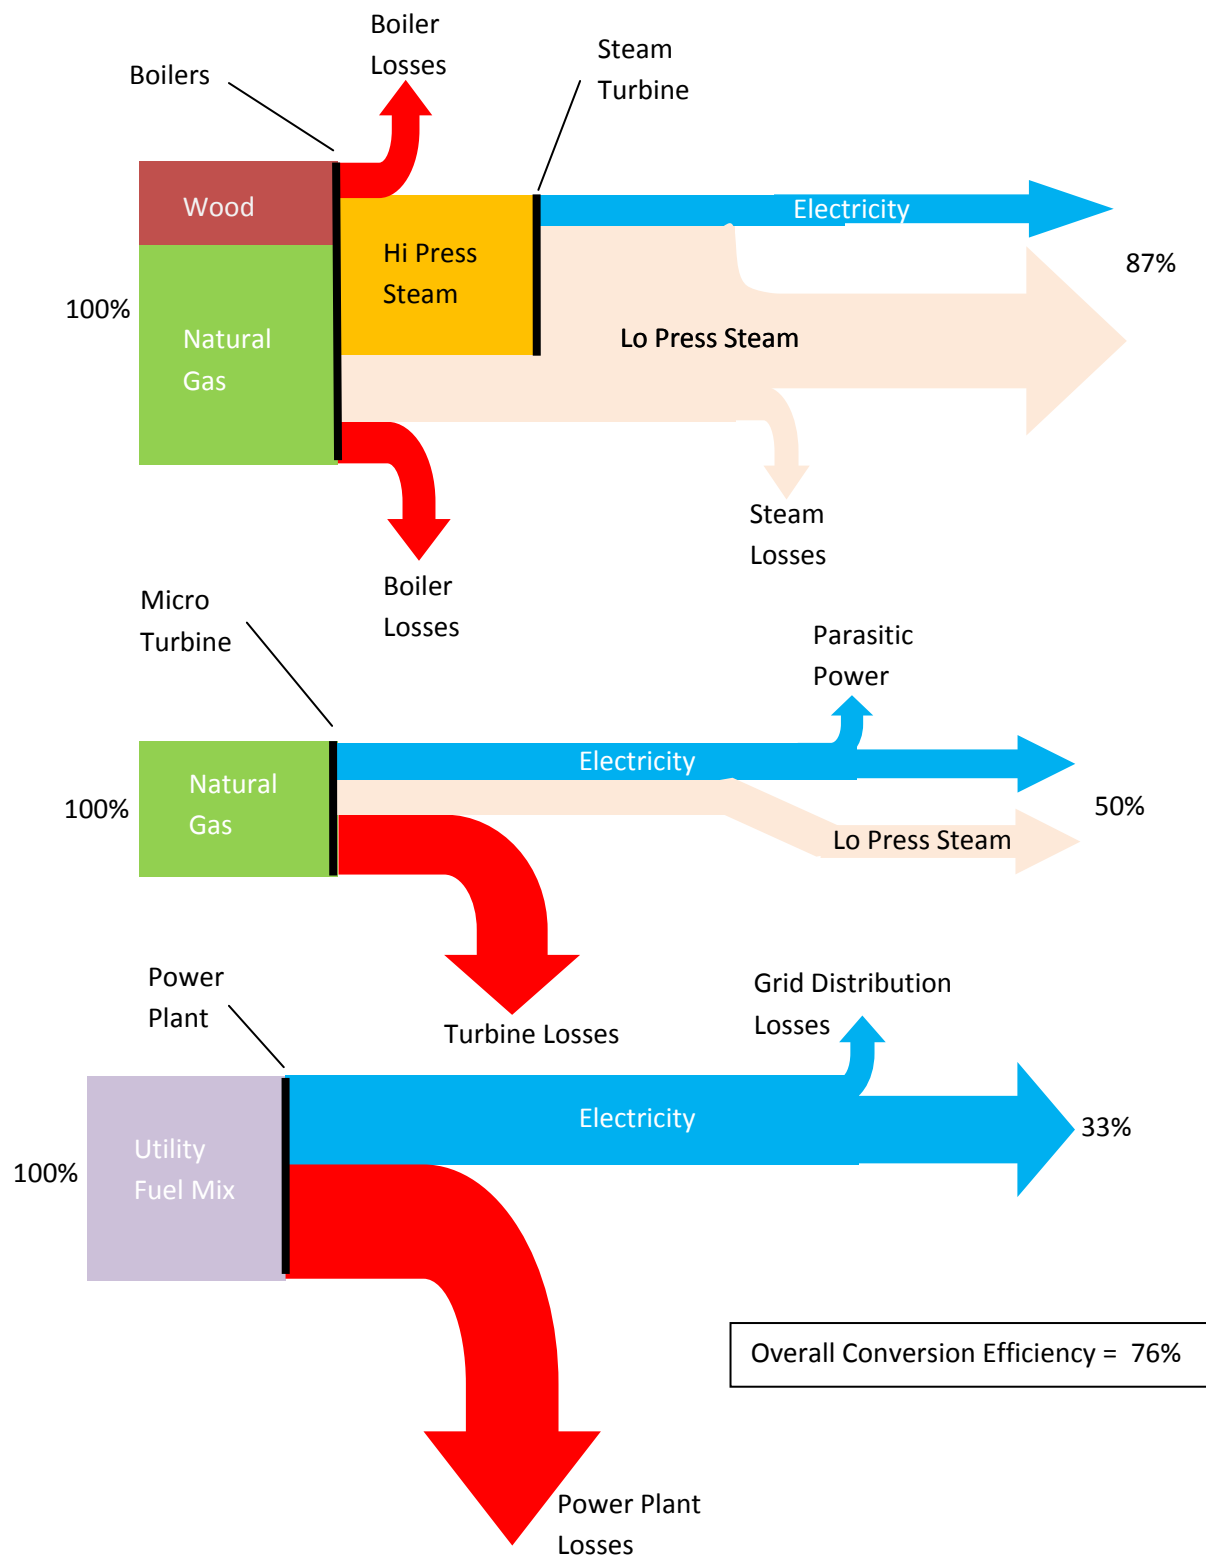 Boiler
Losses
Steam
Turbine
Boilers
Wood
Electricity
Hi Press
Steam
87%
100%
Natural
Gas
Lo Press Steam
Steam
Losses
Boiler
Losses
Micro
Turbine
Parasitic
Power
Electricity
Natural
Gas
100%
50%
Lo Press Steam
Power
Plant
Grid Distribution
Losses
Turbine Losses
Electricity
33%
Utility
Fuel Mix
100%
Overall Conversion Efficiency = 76%
Power Plant
Losses